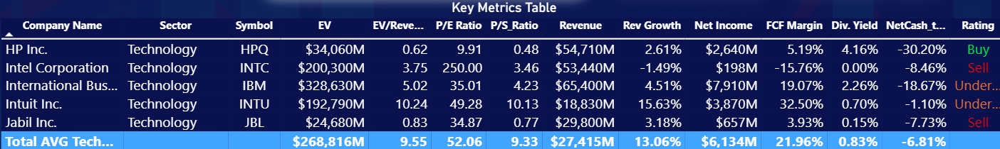 Key Metrics Table
Company Name Sector Symbol EV EV/Reve... P/E Ratio P/S_Ratio Revenue Rev Growth Net Income FCF Margin Div. Yield NetCash_t... Rating
HP Inc. Technology HPQ $34,060M 0.62 9.91 0.48 $54,710M 2.61% $2,640M 5.19% 4.16% -30.20% Buy
Intel Corporation Technology INTC $200,300M 3.75 250.00 3.46 $53,440M -1.49% $198M -15.76% 0.00% -8.46% Sell
International Bus... Technology IBM $328,630M 5.02 35.01 4.23 $65,400M 4.51% $7,910M 19.07% 2.26% -18.67% Under...
Intuit Inc. Technology INTU $192,790M 10.24 49.28 10.13 $18,830M 15.63% $3,870M 32.50% 0.70% -1.10% Under...
Jabil Inc. Technology JBL $24,680M 0.83 34.87 0.77 $29,800M 3.18% $657M 3.93% 0.15% -7.73% Sell
Total AVG Tech... $268,816M 9.55 52.06 9.33 $27,415M 13.06% $6,134M 21.96% 0.83% -6.81%